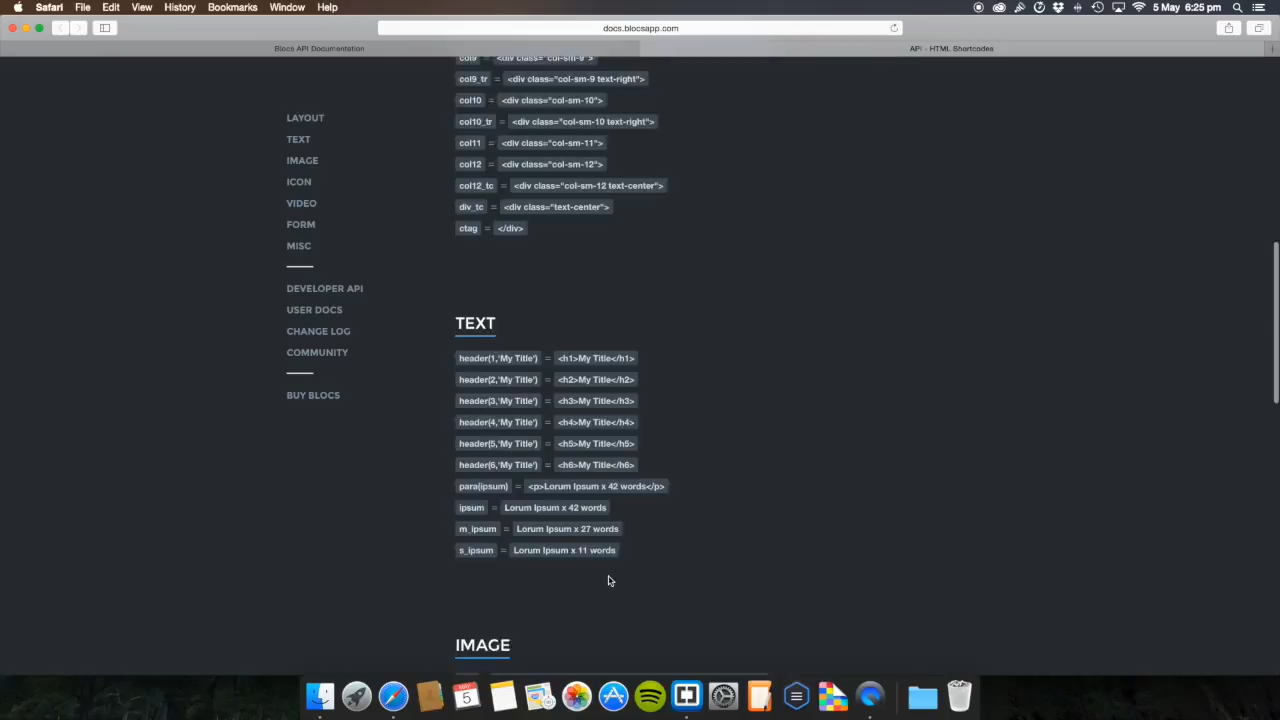 Safari File Edit View History Bookmarks Window Help
5 May 6:25 pm
docs.blocsapp.com
Blocs API Documentation
API - HTML Shortcodes
LAYOUT
TEXT
IMAGE
ICON
VIDEO
FORM
MISC
DEVELOPER API
USER DOCS
CHANGE LOG
COMMUNITY
BUY BLOCS
col9 = <div class="col-sm-9">
col9_tr = <div class="col-sm-9 text-right">
col10 = <div class="col-sm-10">
col10_tr = <div class="col-sm-10 text-right">
col11 = <div class="col-sm-11">
col12 = <div class="col-sm-12">
col12_tc = <div class="col-sm-12 text-center">
div_tc = <div class="text-center">
ctag = </div>
TEXT
header(1,'My Title') = <h1>My Title</h1>
header(2,'My Title') = <h2>My Title</h2>
header(3,'My Title') = <h3>My Title</h3>
header(4,'My Title') = <h4>My Title</h4>
header(5,'My Title') = <h5>My Title</h5>
header(6,'My Title') = <h6>My Title</h6>
para(ipsum) = <p>Lorum Ipsum x 42 words</p>
ipsum = Lorum Ipsum x 42 words
m_ipsum = Lorum Ipsum x 27 words
s_ipsum = Lorum Ipsum x 11 words
IMAGE
5